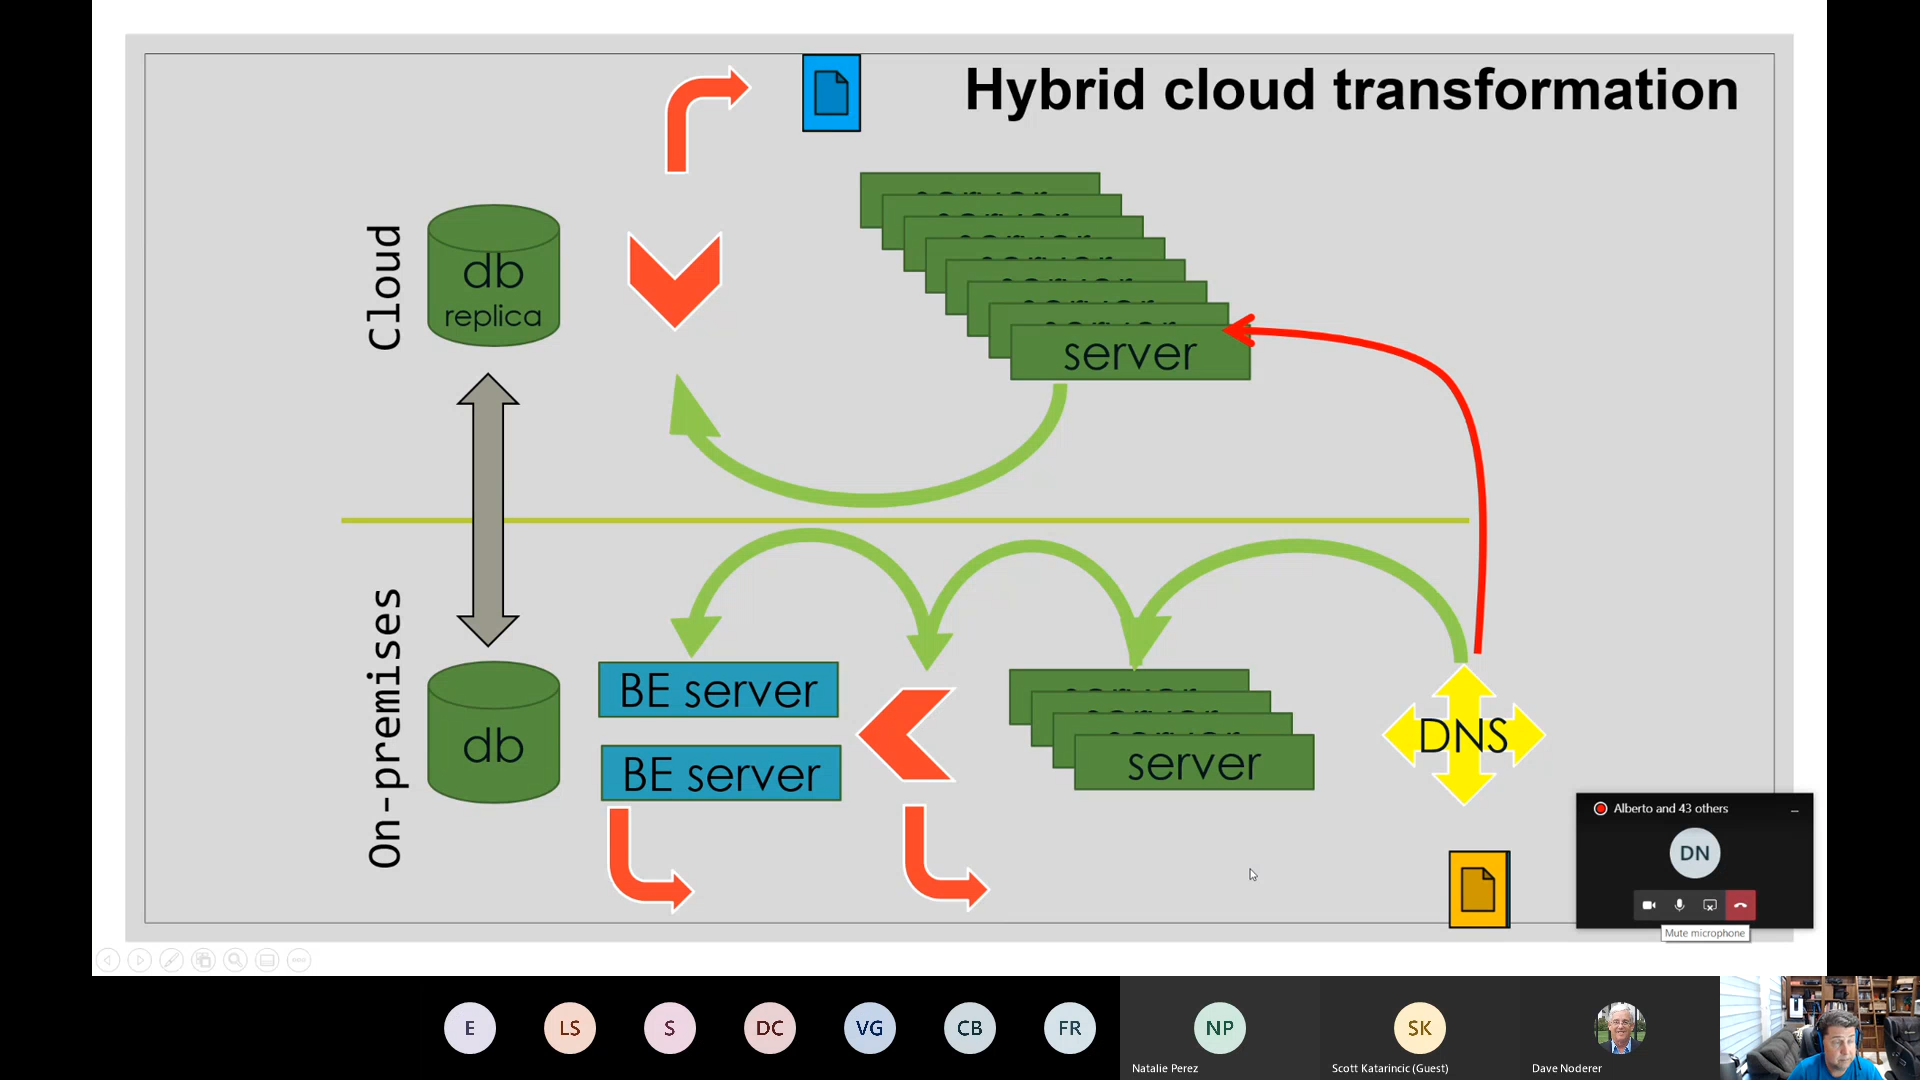 Hybrid cloud transformation
Cloud
db
replica
server
On-premises
db
BE server
BE server
server
DNS
Alberto and 43 others
DN
Mute microphone
E
LS
S
DC
VG
CB
FR
NP
SK
Natalie Perez
Scott Katarincic (Guest)
Dave Noderer